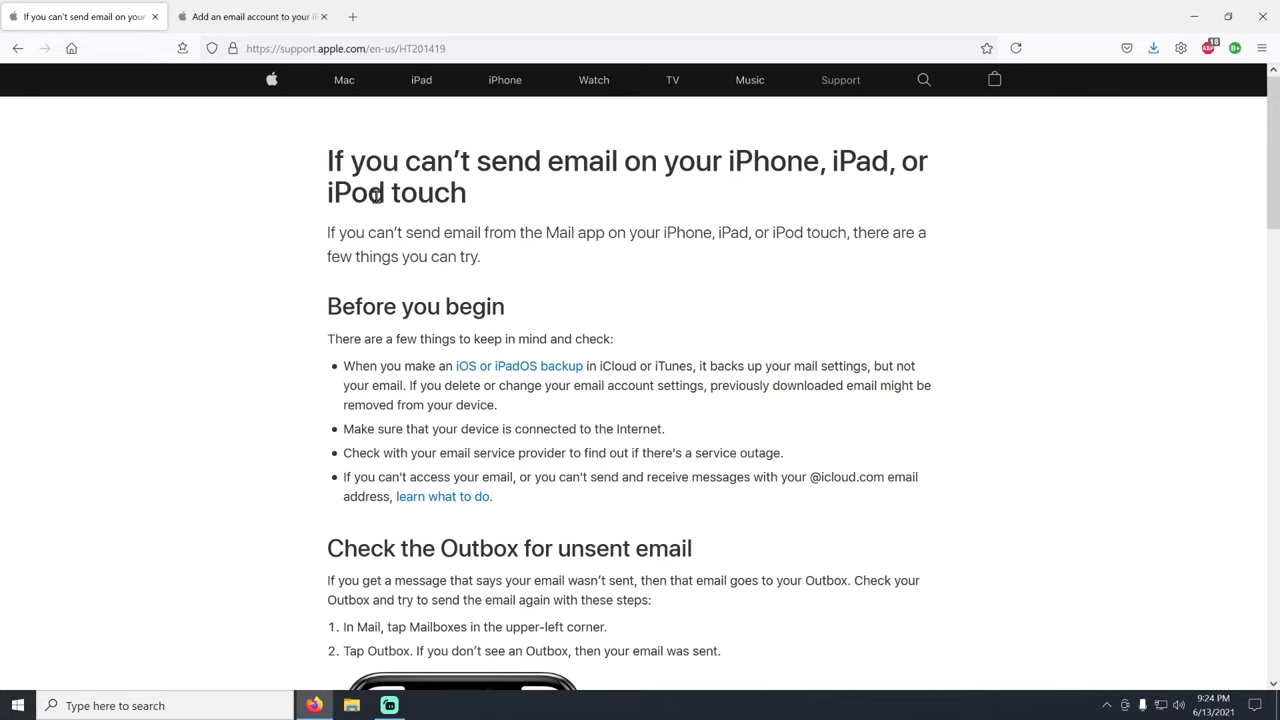 If you can't send email on your
Add an email account to your iP
https://support.apple.com/en-us/HT201419
18
Mac
iPad
iPhone
Watch
TV
Music
Support
If you can't send email on your iPhone, iPad, or
iPod touch
If you can't send email from the Mail app on your iPhone, iPad, or iPod touch, there are a
few things you can try.
Before you begin
There are a few things to keep in mind and check:
• When you make an iOS or iPadOS backup in iCloud or iTunes, it backs up your mail settings, but not
your email. If you delete or change your email account settings, previously downloaded email might be
removed from your device.
• Make sure that your device is connected to the Internet.
• Check with your email service provider to find out if there's a service outage.
• If you can't access your email, or you can't send and receive messages with your @icloud.com email
address, learn what to do.
Check the Outbox for unsent email
If you get a message that says your email wasn't sent, then that email goes to your Outbox. Check your
Outbox and try to send the email again with these steps:
1. In Mail, tap Mailboxes in the upper-left corner.
2. Tap Outbox. If you don't see an Outbox, then your email was sent.
Type here to search
9:24 PM
6/13/2021